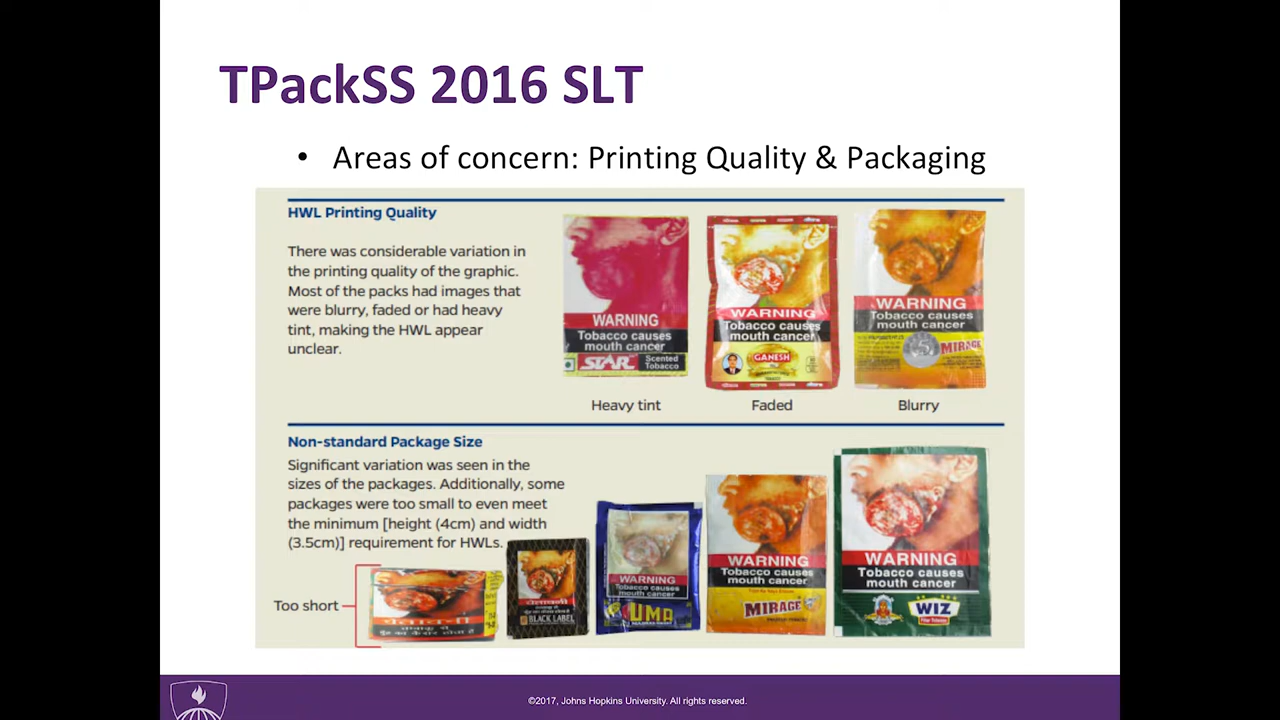 TPackSS 2016 SLT
• Areas of concern: Printing Quality & Packaging
HWL Printing Quality
There was considerable variation in
the printing quality of the graphic.
Most of the packs had images that
were blurry, faded or had heavy
tint, making the HWL appear
unclear.
WARNING
Tobacco causes
mouth cancer
STAR
Scented
Tobacco
WARNING
Tobacco causes
mouth cancer
GANESH
WARNING
Tobacco causes
mouth cancer
MIRAGE
Heavy tint
Faded
Blurry
Non-standard Package Size
Significant variation was seen in the
sizes of the packages. Additionally, some
packages were too small to even meet
the minimum [height (4cm) and width
(3.5cm)] requirement for HWLs.
Too short
चेतावनी
तम्बाकू से
मुँह का कैंसर होता है
चेतावनी
BLACK LABEL
WARNING
Tobacco causes
mouth cancer
UMA
WARNING
Tobacco causes
mouth cancer
MIRAGE
WARNING
Tobacco causes
mouth cancer
WIZ
©2017, Johns Hopkins University. All rights reserved.